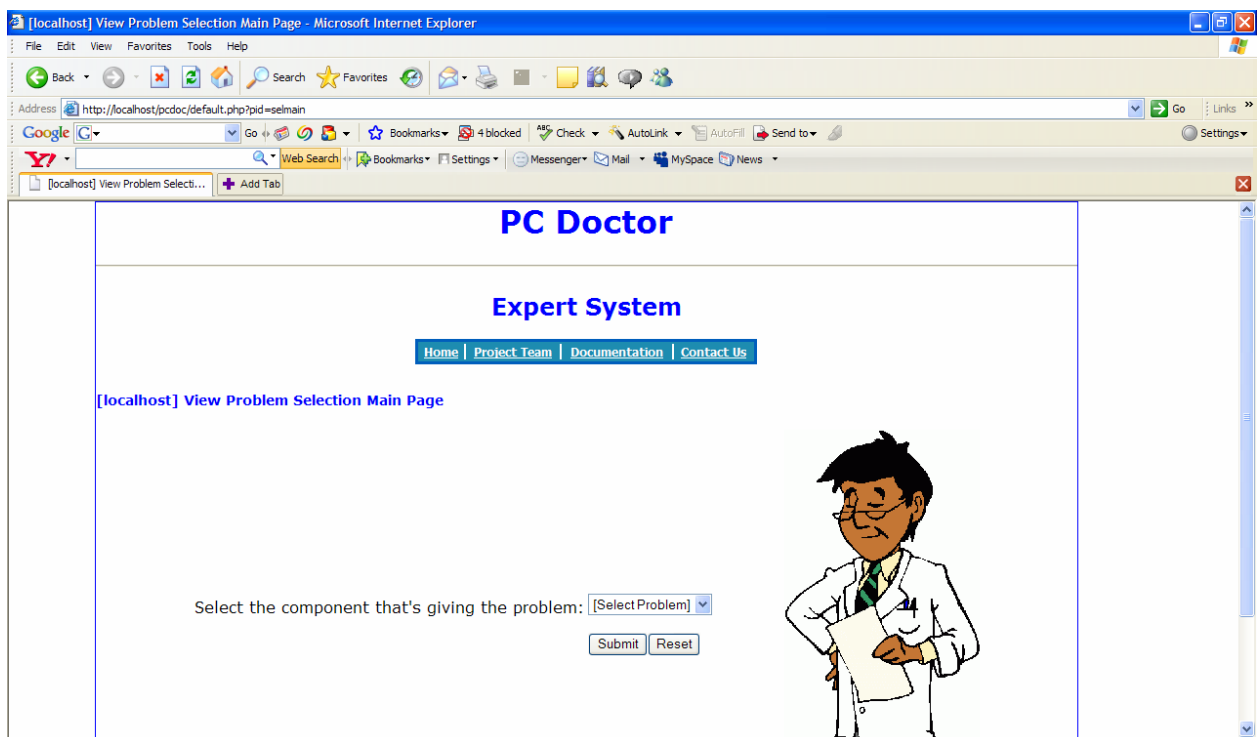 [localhost] View Problem Selection Main Page - Microsoft Internet Explorer
File Edit View Favorites Tools Help
Back Search Favorites
Address http://localhost/pcdoc/default.php?pid=selmain Go Links »
Google G Go Bookmarks 4 blocked ABC Check AutoLink AutoFill Send to Settings
Y! Web Search Bookmarks Settings Messenger Mail MySpace News
[localhost] View Problem Selecti... Add Tab
PC Doctor
Expert System
Home | Project Team | Documentation | Contact Us
[localhost] View Problem Selection Main Page
Select the component that's giving the problem: [Select Problem]
Submit Reset